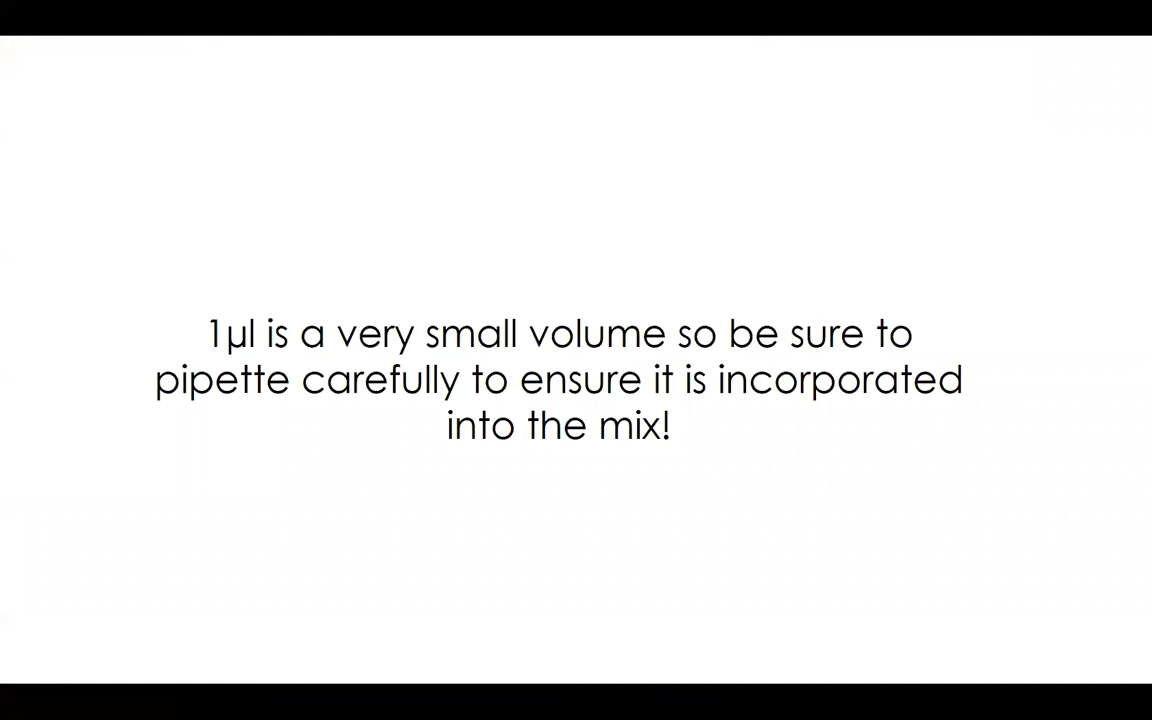 1µl is a very small volume so be sure to
pipette carefully to ensure it is incorporated
into the mix!